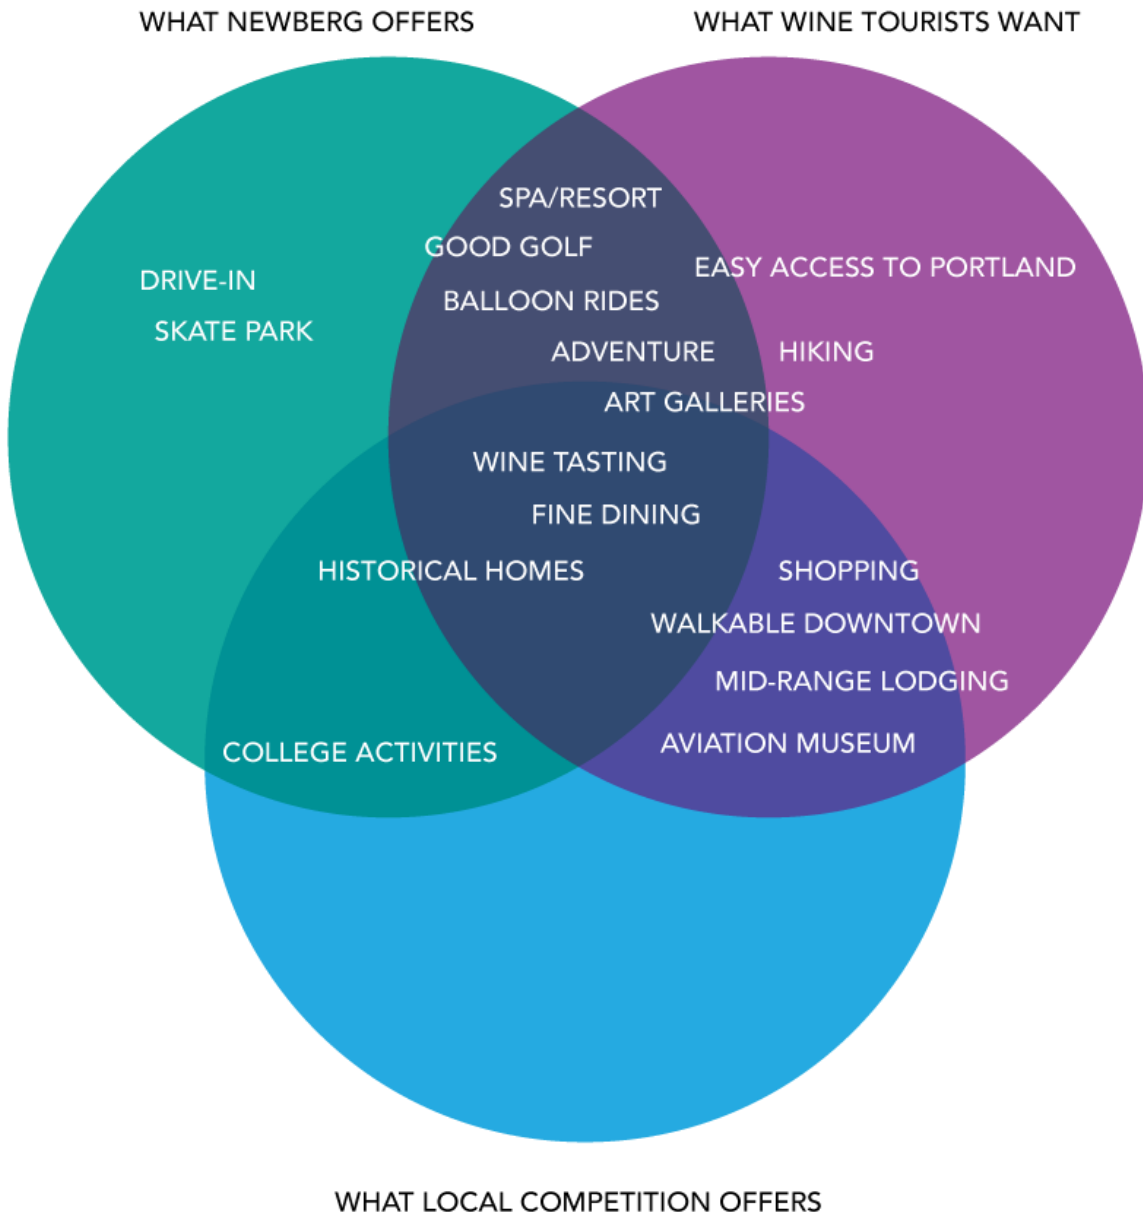 WHAT NEWBERG OFFERS
WHAT WINE TOURISTS WANT
SPA/RESORT
GOOD GOLF
EASY ACCESS TO PORTLAND
DRIVE-IN
BALLOON RIDES
SKATE PARK
ADVENTURE
HIKING
ART GALLERIES
WINE TASTING
FINE DINING
HISTORICAL HOMES
SHOPPING
WALKABLE DOWNTOWN
MID-RANGE LODGING
AVIATION MUSEUM
COLLEGE ACTIVITIES
WHAT LOCAL COMPETITION OFFERS